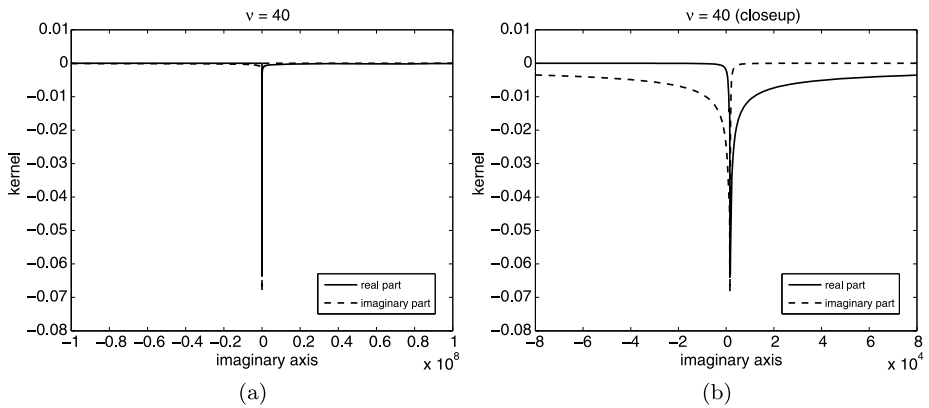 ν = 40
0.01
0
−0.01
−0.02
−0.03
−0.04
−0.05
−0.06
−0.07
−0.08
kernel
real part
imaginary part
−1 −0.8 −0.6 −0.4 −0.2 0 0.2 0.4 0.6 0.8 1
imaginary axis
x 10^8
(a)
ν = 40 (closeup)
0.01
0
−0.01
−0.02
−0.03
−0.04
−0.05
−0.06
−0.07
−0.08
kernel
real part
imaginary part
−8 −6 −4 −2 0 2 4 6 8
imaginary axis
x 10^4
(b)